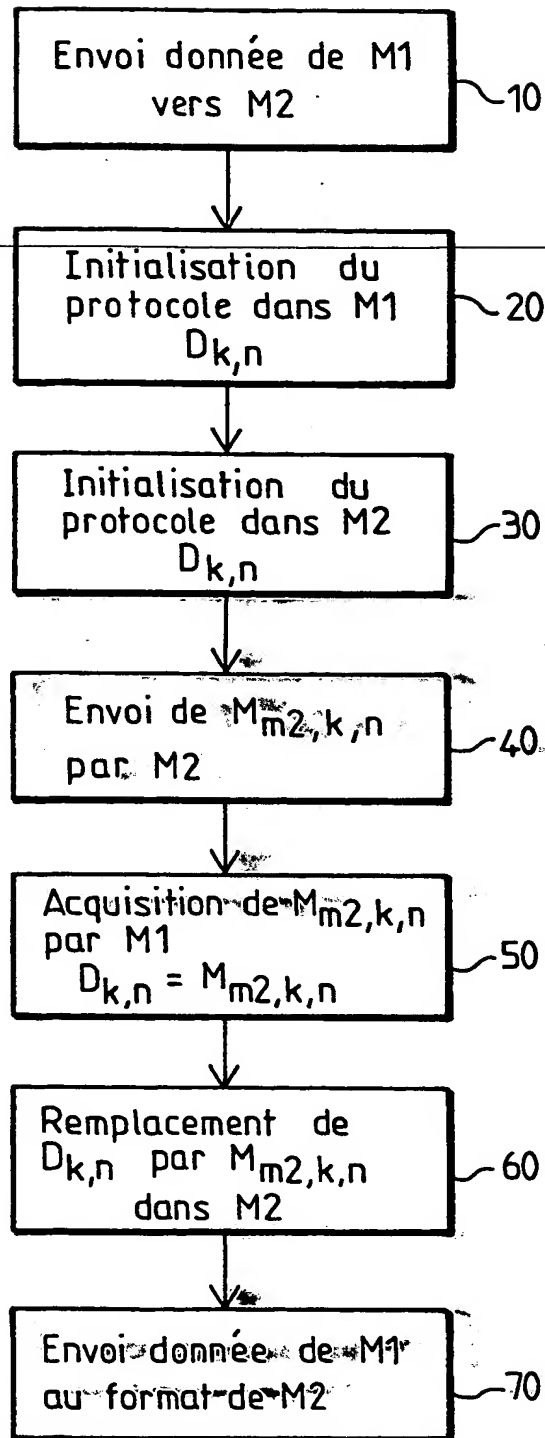 Envoi donnée de M1
vers M2
10
Initialisation du
protocole dans M1
Dk,n
20
Initialisation du
protocole dans M2
Dk,n
30
Envoi de Mm2,k,n
par M2
40
Acquisition de Mm2,k,n
par M1
Dk,n = Mm2,k,n
50
Remplacement de
Dk,n par Mm2,k,n
dans M2
60
Envoi donnée de M1
au format de M2
70